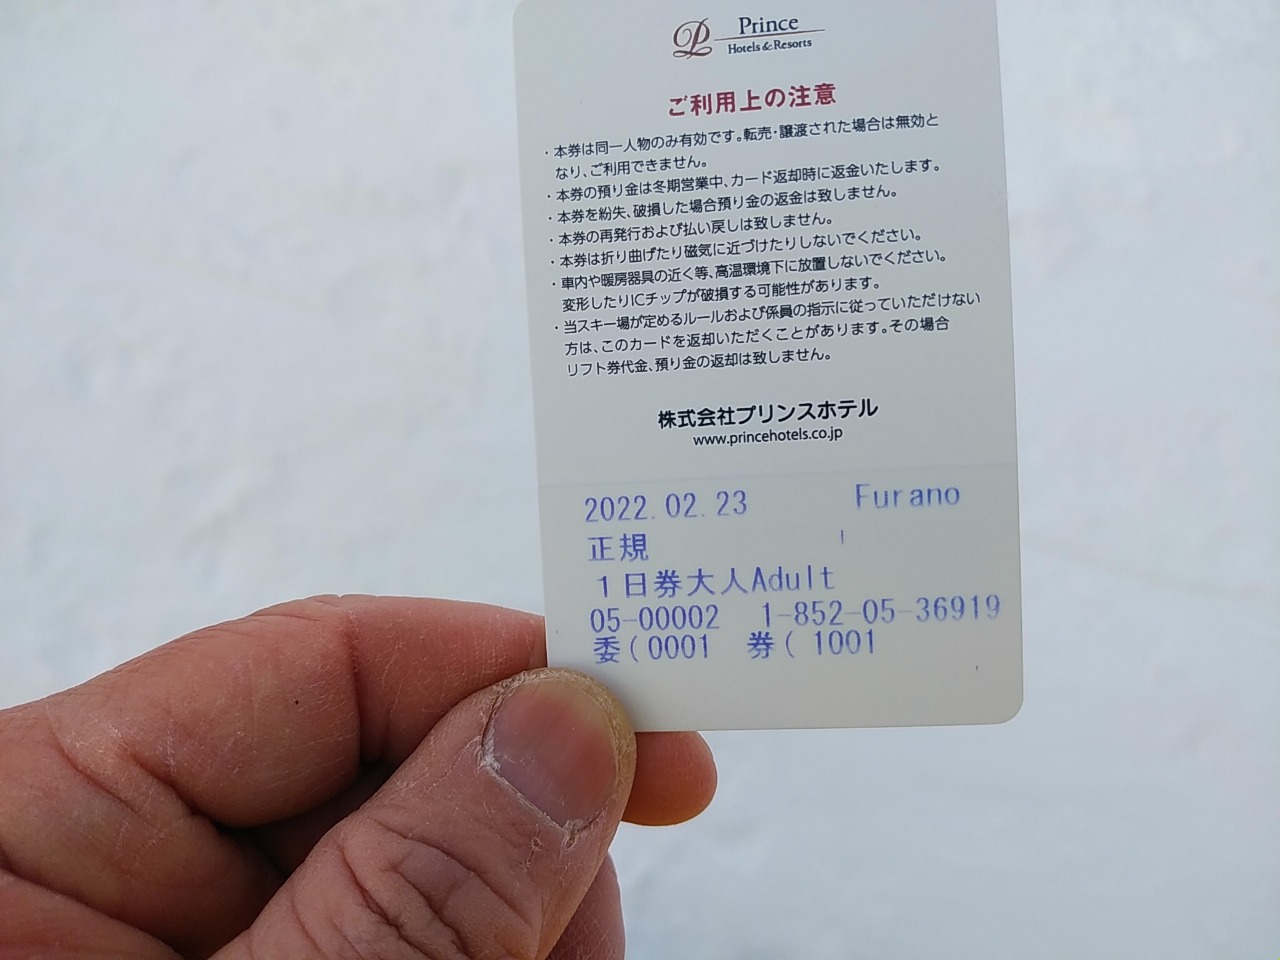 Prince
Hotels & Resorts
ご利用上の注意
・本券は同一人物のみ有効です。転売・譲渡された場合は無効と
なり、ご利用できません。
・本券の預り金は冬期営業中、カード返却時に返金いたします。
・本券を紛失、破損した場合預り金の返金は致しません。
・本券の再発行および払い戻しは致しません。
・本券は折り曲げたり磁気に近づけたりしないでください。
・車内や暖房器具の近く等、高温環境下に放置しないでください。
変形したりICチップが破損する可能性があります。
・当スキー場が定めるルールおよび係員の指示に従っていただけない
方は、このカードを返却いただくことがあります。その場合
リフト券代金、預り金の返却は致しません。
株式会社プリンスホテル
www.princehotels.co.jp
2022.02.23 Furano
正規
1日券大人Adult
05-00002 1-852-05-36919
委(0001 券( 1001